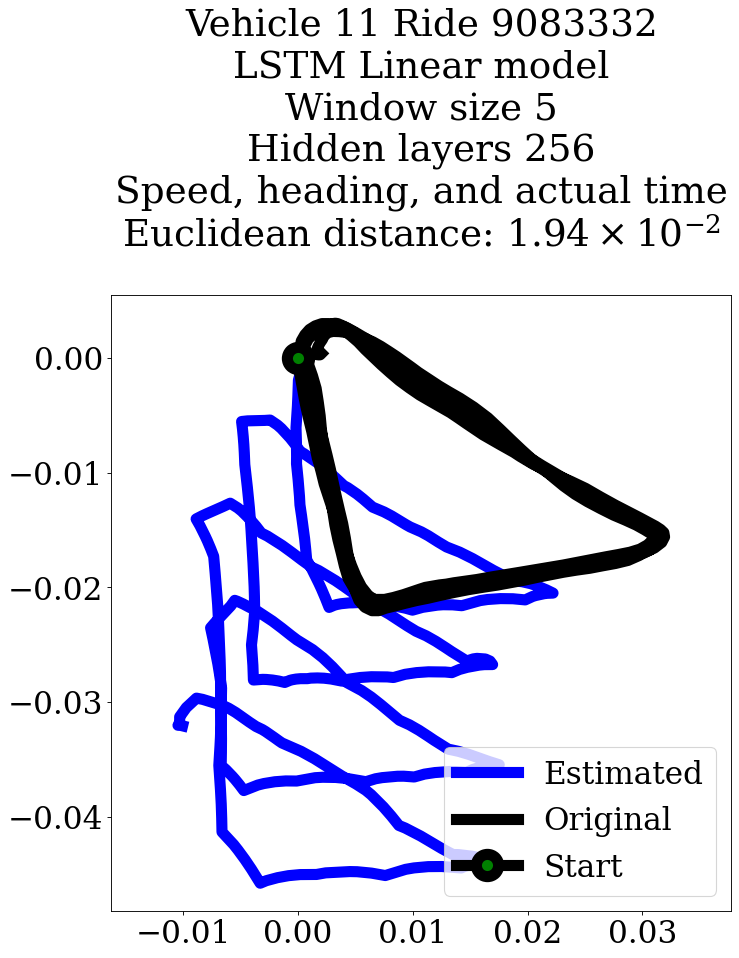 Vehicle 11 Ride 9083332
LSTM Linear model
Window size 5
Hidden layers 256
Speed, heading, and actual time
Euclidean distance: 1.94 × 10⁻²
0.00
−0.01
−0.02
−0.03
−0.04
Estimated
Original
Start
−0.01 0.00 0.01 0.02 0.03